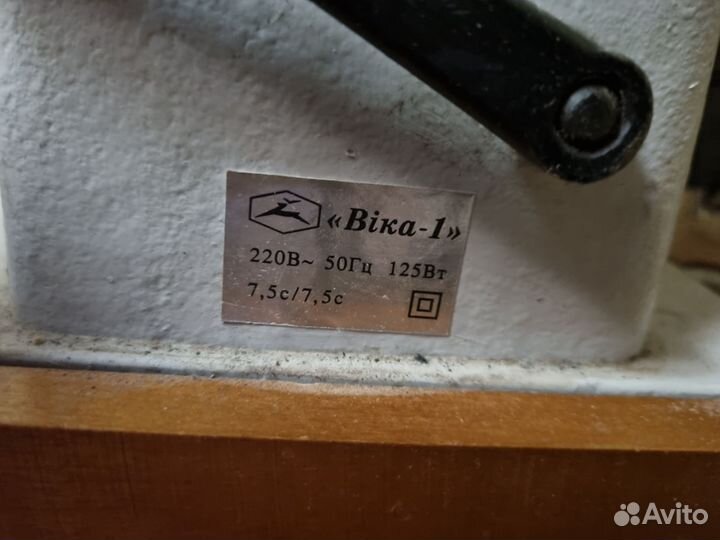 «Віка-1»
220В~ 50Гц 125Вт
7,5с/7,5с
Avito